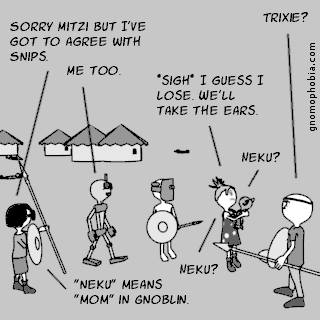 SORRY MITZI BUT I'VE
GOT TO AGREE WITH
SNIPS.
ME TOO.
*SIGH* I GUESS I
LOSE. WE'LL
TAKE THE EARS.
TRIXIE?
NEKU?
NEKU?
"NEKU" MEANS
"MOM" IN GNOBLIN.
gnomophobia.com